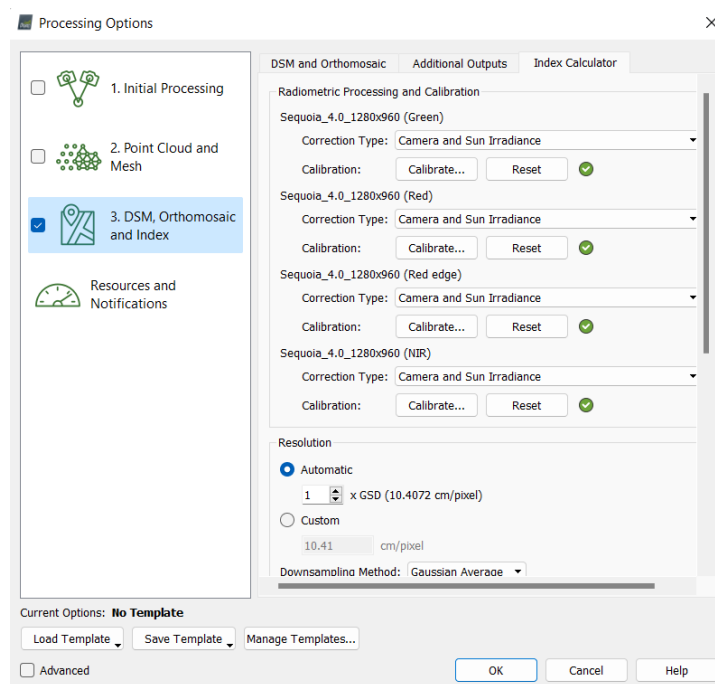 Processing Options
1. Initial Processing
2. Point Cloud and
Mesh
3. DSM, Orthomosaic
and Index
Resources and
Notifications
DSM and Orthomosaic Additional Outputs Index Calculator
Radiometric Processing and Calibration
Sequoia_4.0_1280x960 (Green)
Correction Type: Camera and Sun Irradiance
Calibration: Calibrate... Reset
Sequoia_4.0_1280x960 (Red)
Correction Type: Camera and Sun Irradiance
Calibration: Calibrate... Reset
Sequoia_4.0_1280x960 (Red edge)
Correction Type: Camera and Sun Irradiance
Calibration: Calibrate... Reset
Sequoia_4.0_1280x960 (NIR)
Correction Type: Camera and Sun Irradiance
Calibration: Calibrate... Reset
Resolution
Automatic
1 x GSD (10.4072 cm/pixel)
Custom
10.41 cm/pixel
Downsampling Method: Gaussian Average
Current Options: No Template
Load Template Save Template Manage Templates...
Advanced OK Cancel Help